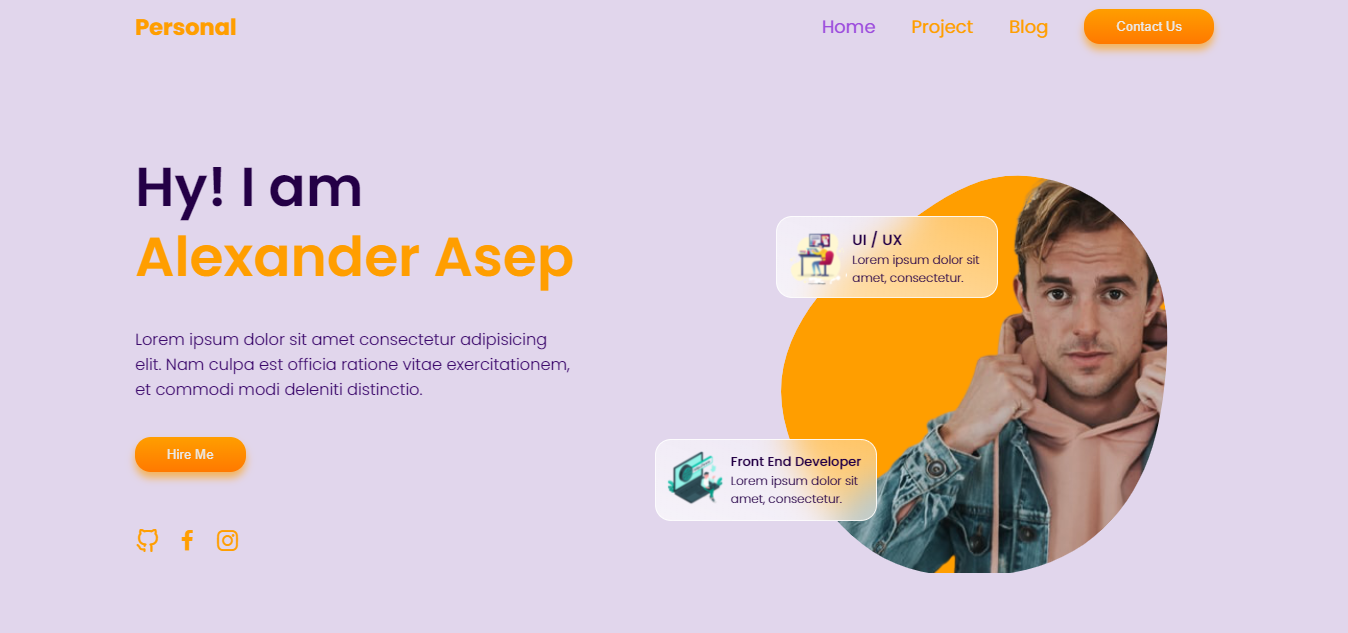 Personal
Home
Project
Blog
Contact Us
Hy! I am
Alexander Asep
Lorem ipsum dolor sit amet consectetur adipisicing
elit. Nam culpa est officia ratione vitae exercitationem,
et commodi modi deleniti distinctio.
Hire Me
UI / UX
Lorem ipsum dolor sit
amet, consectetur.
Front End Developer
Lorem ipsum dolor sit
amet, consectetur.